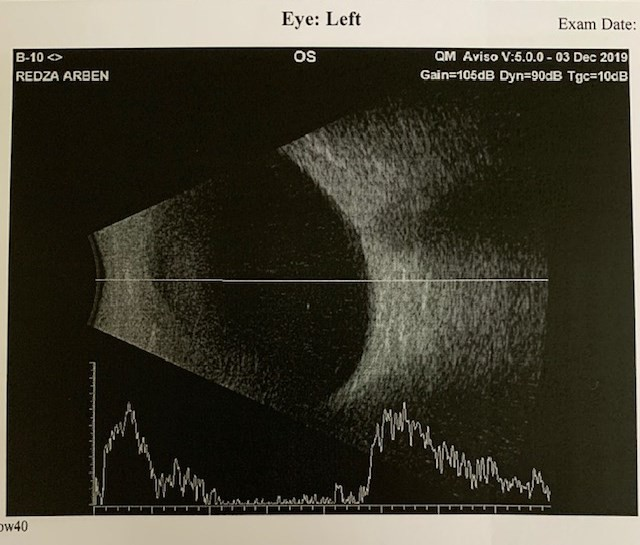 Eye: Left
Exam Date:
B-10 <> OS QM Aviso V:5.0.0 - 03 Dec 2019
REDZA ARBEN Gain=105dB Dyn=90dB Tgc=10dB
ow40